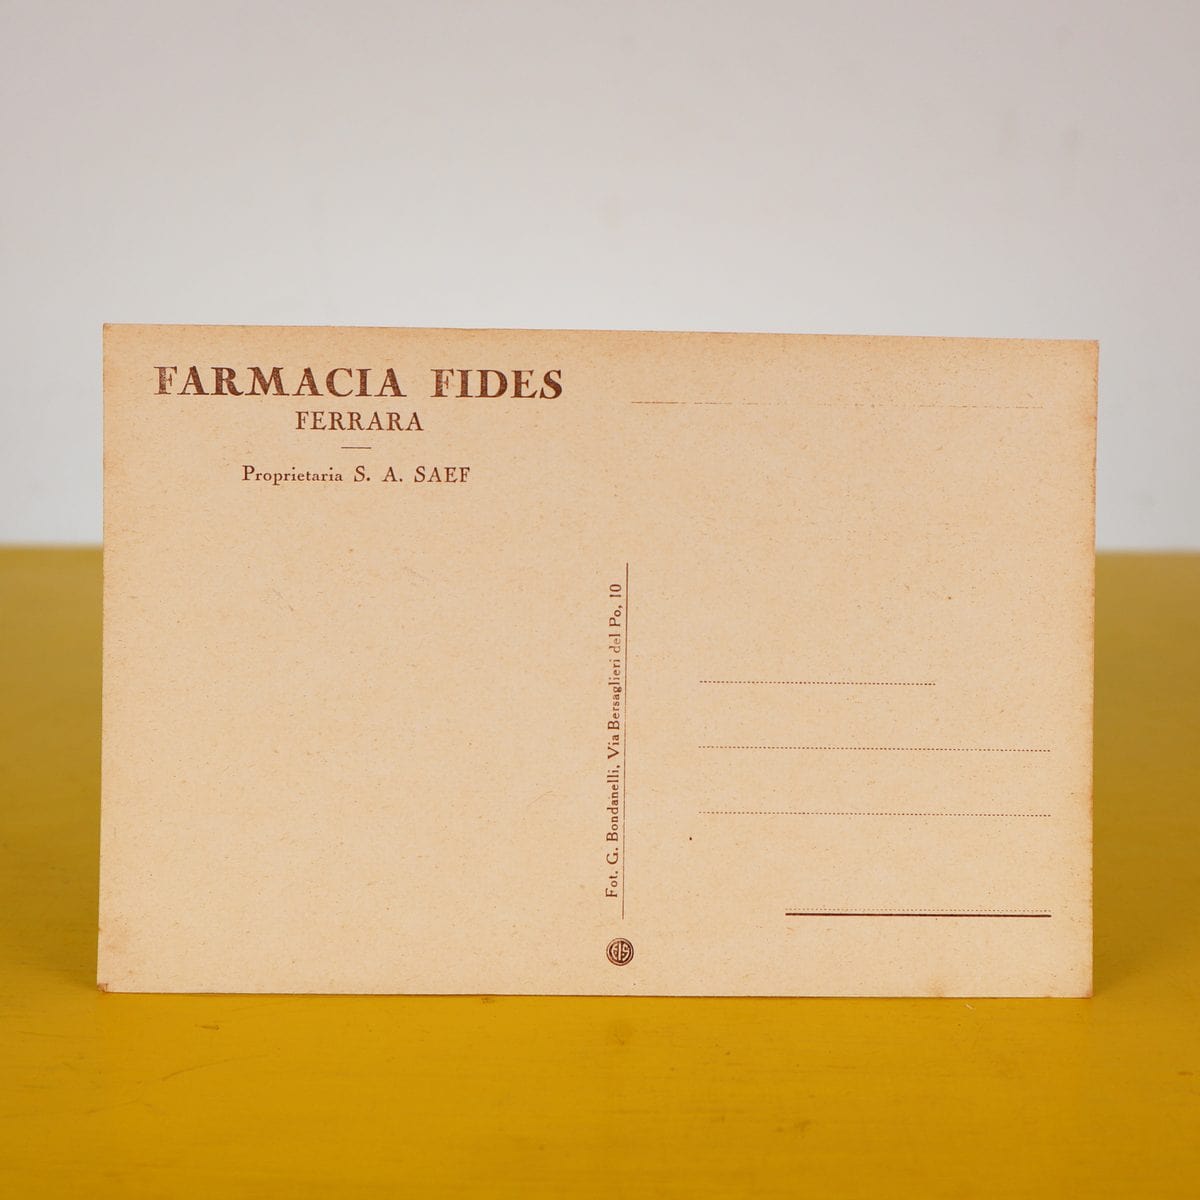 FARMACIA FIDES
FERRARA
Proprietaria S. A. SAEF
Fot. G. Bondanelli, Via Bersaglieri del Po, 10